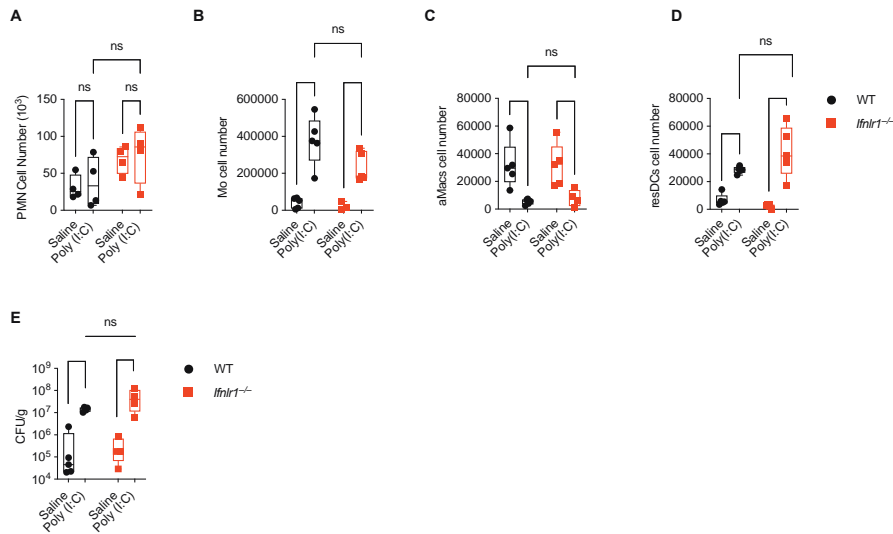 A
B
C
D
ns
ns
ns
ns
ns
ns
PMN Cell Number (10³)
150
100
50
0
Saline
Poly (I:C)
Saline
Poly (I:C)
Mo cell number
600000
400000
200000
0
Saline
Poly(I:C)
Saline
Poly(I:C)
aMacs cell number
80000
60000
40000
20000
0
Saline
Poly(I:C)
Saline
Poly(I:C)
resDCs cell number
80000
60000
40000
20000
0
Saline
Poly(I:C)
Saline
Poly(I:C)
WT
Ifnlr1⁻/⁻
E
ns
CFU/g
10⁹
10⁸
10⁷
10⁶
10⁵
10⁴
Saline
Poly (I:C)
Saline
Poly (I:C)
WT
Ifnlr1⁻/⁻